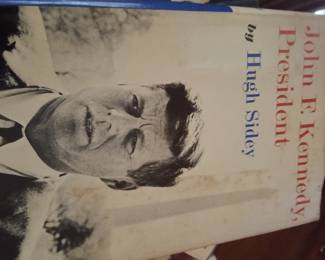 John F. Kennedy,
President
by Hugh Sidey